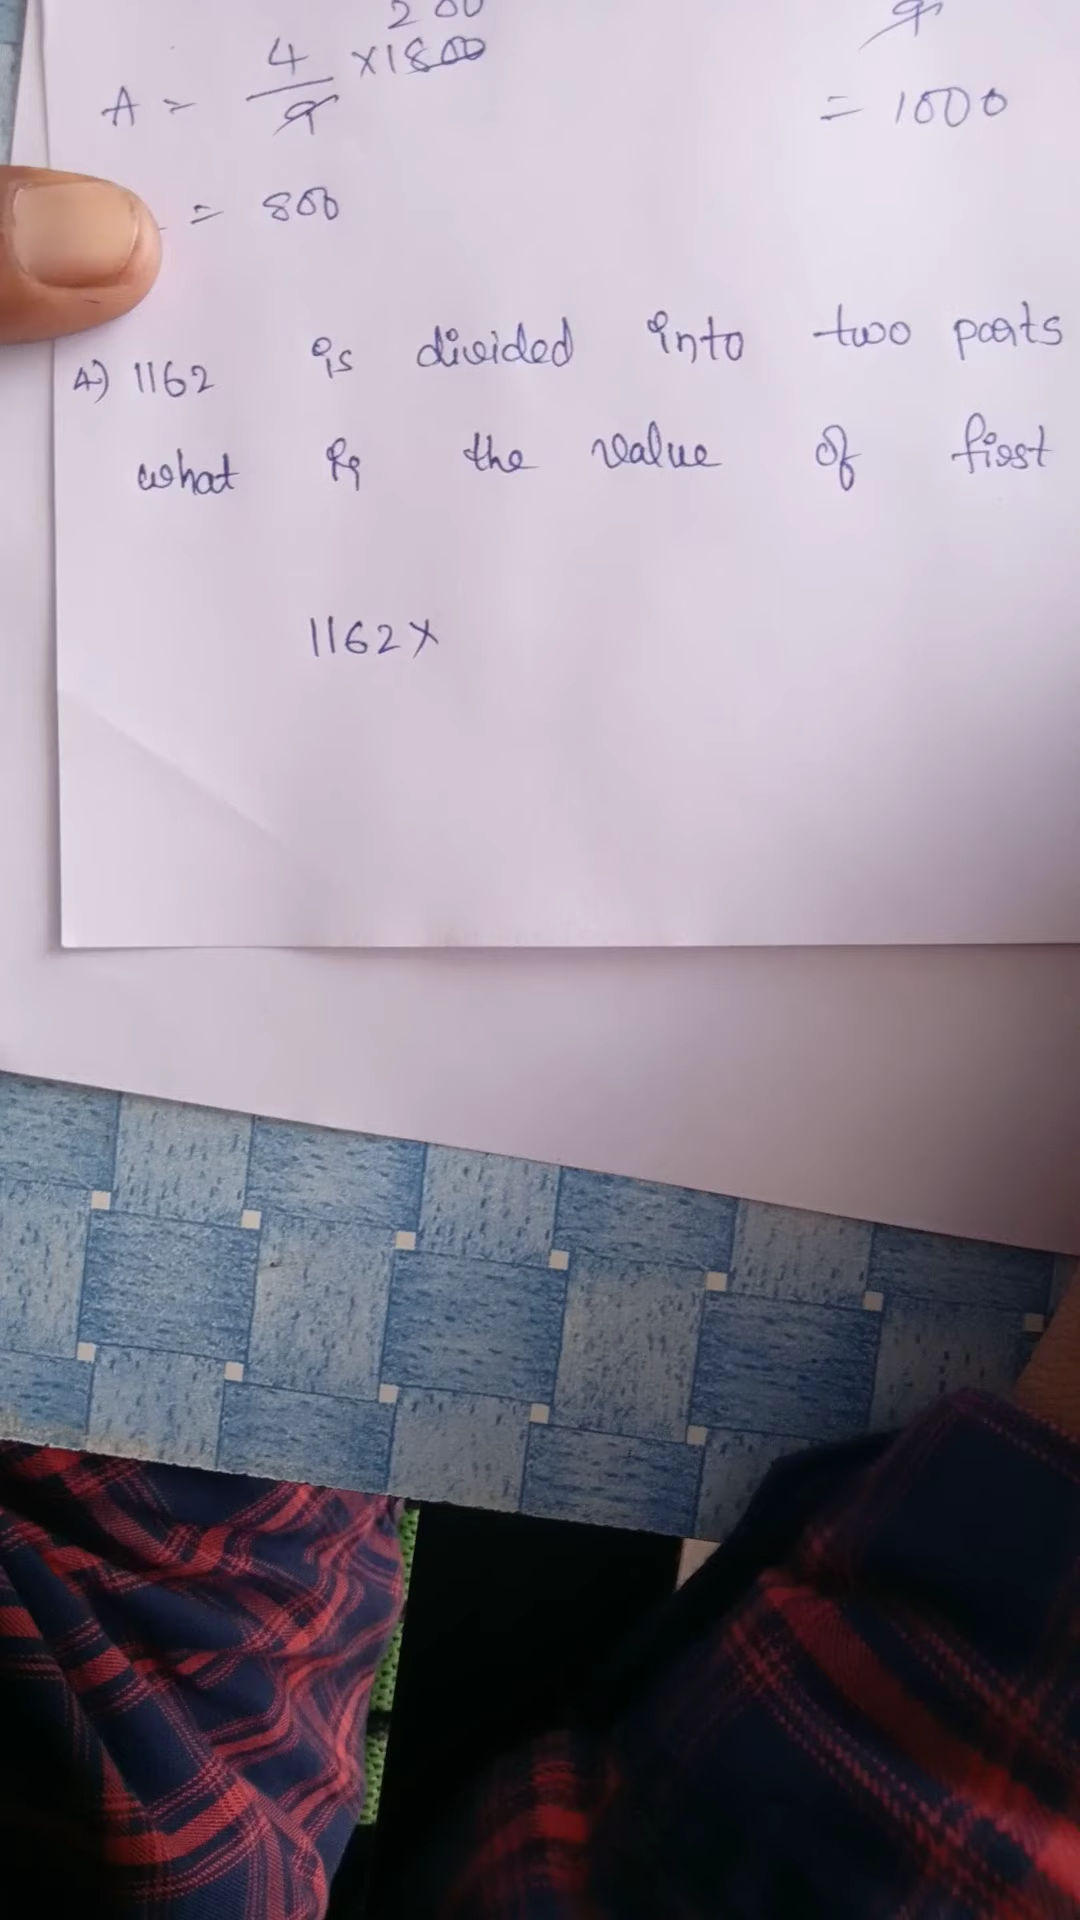 200
A = 4/9 × 1800
9
= 1000
= 800
4) 1162 is divided into two parts
what is the value of first
1162 ×